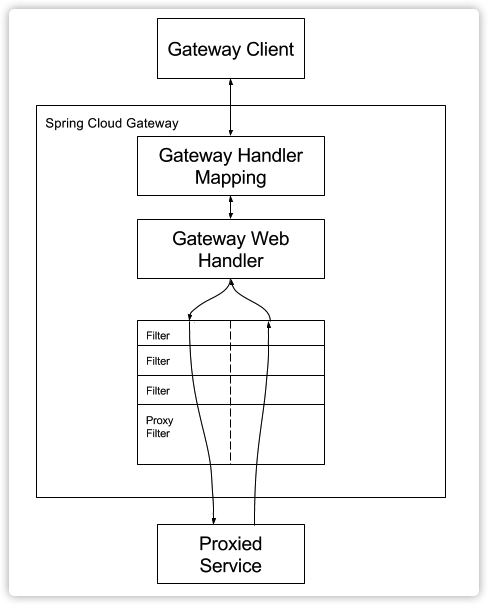 Gateway Client
Spring Cloud Gateway
Gateway Handler
Mapping
Gateway Web
Handler
Filter
Filter
Filter
Proxy
Filter
Proxied
Service